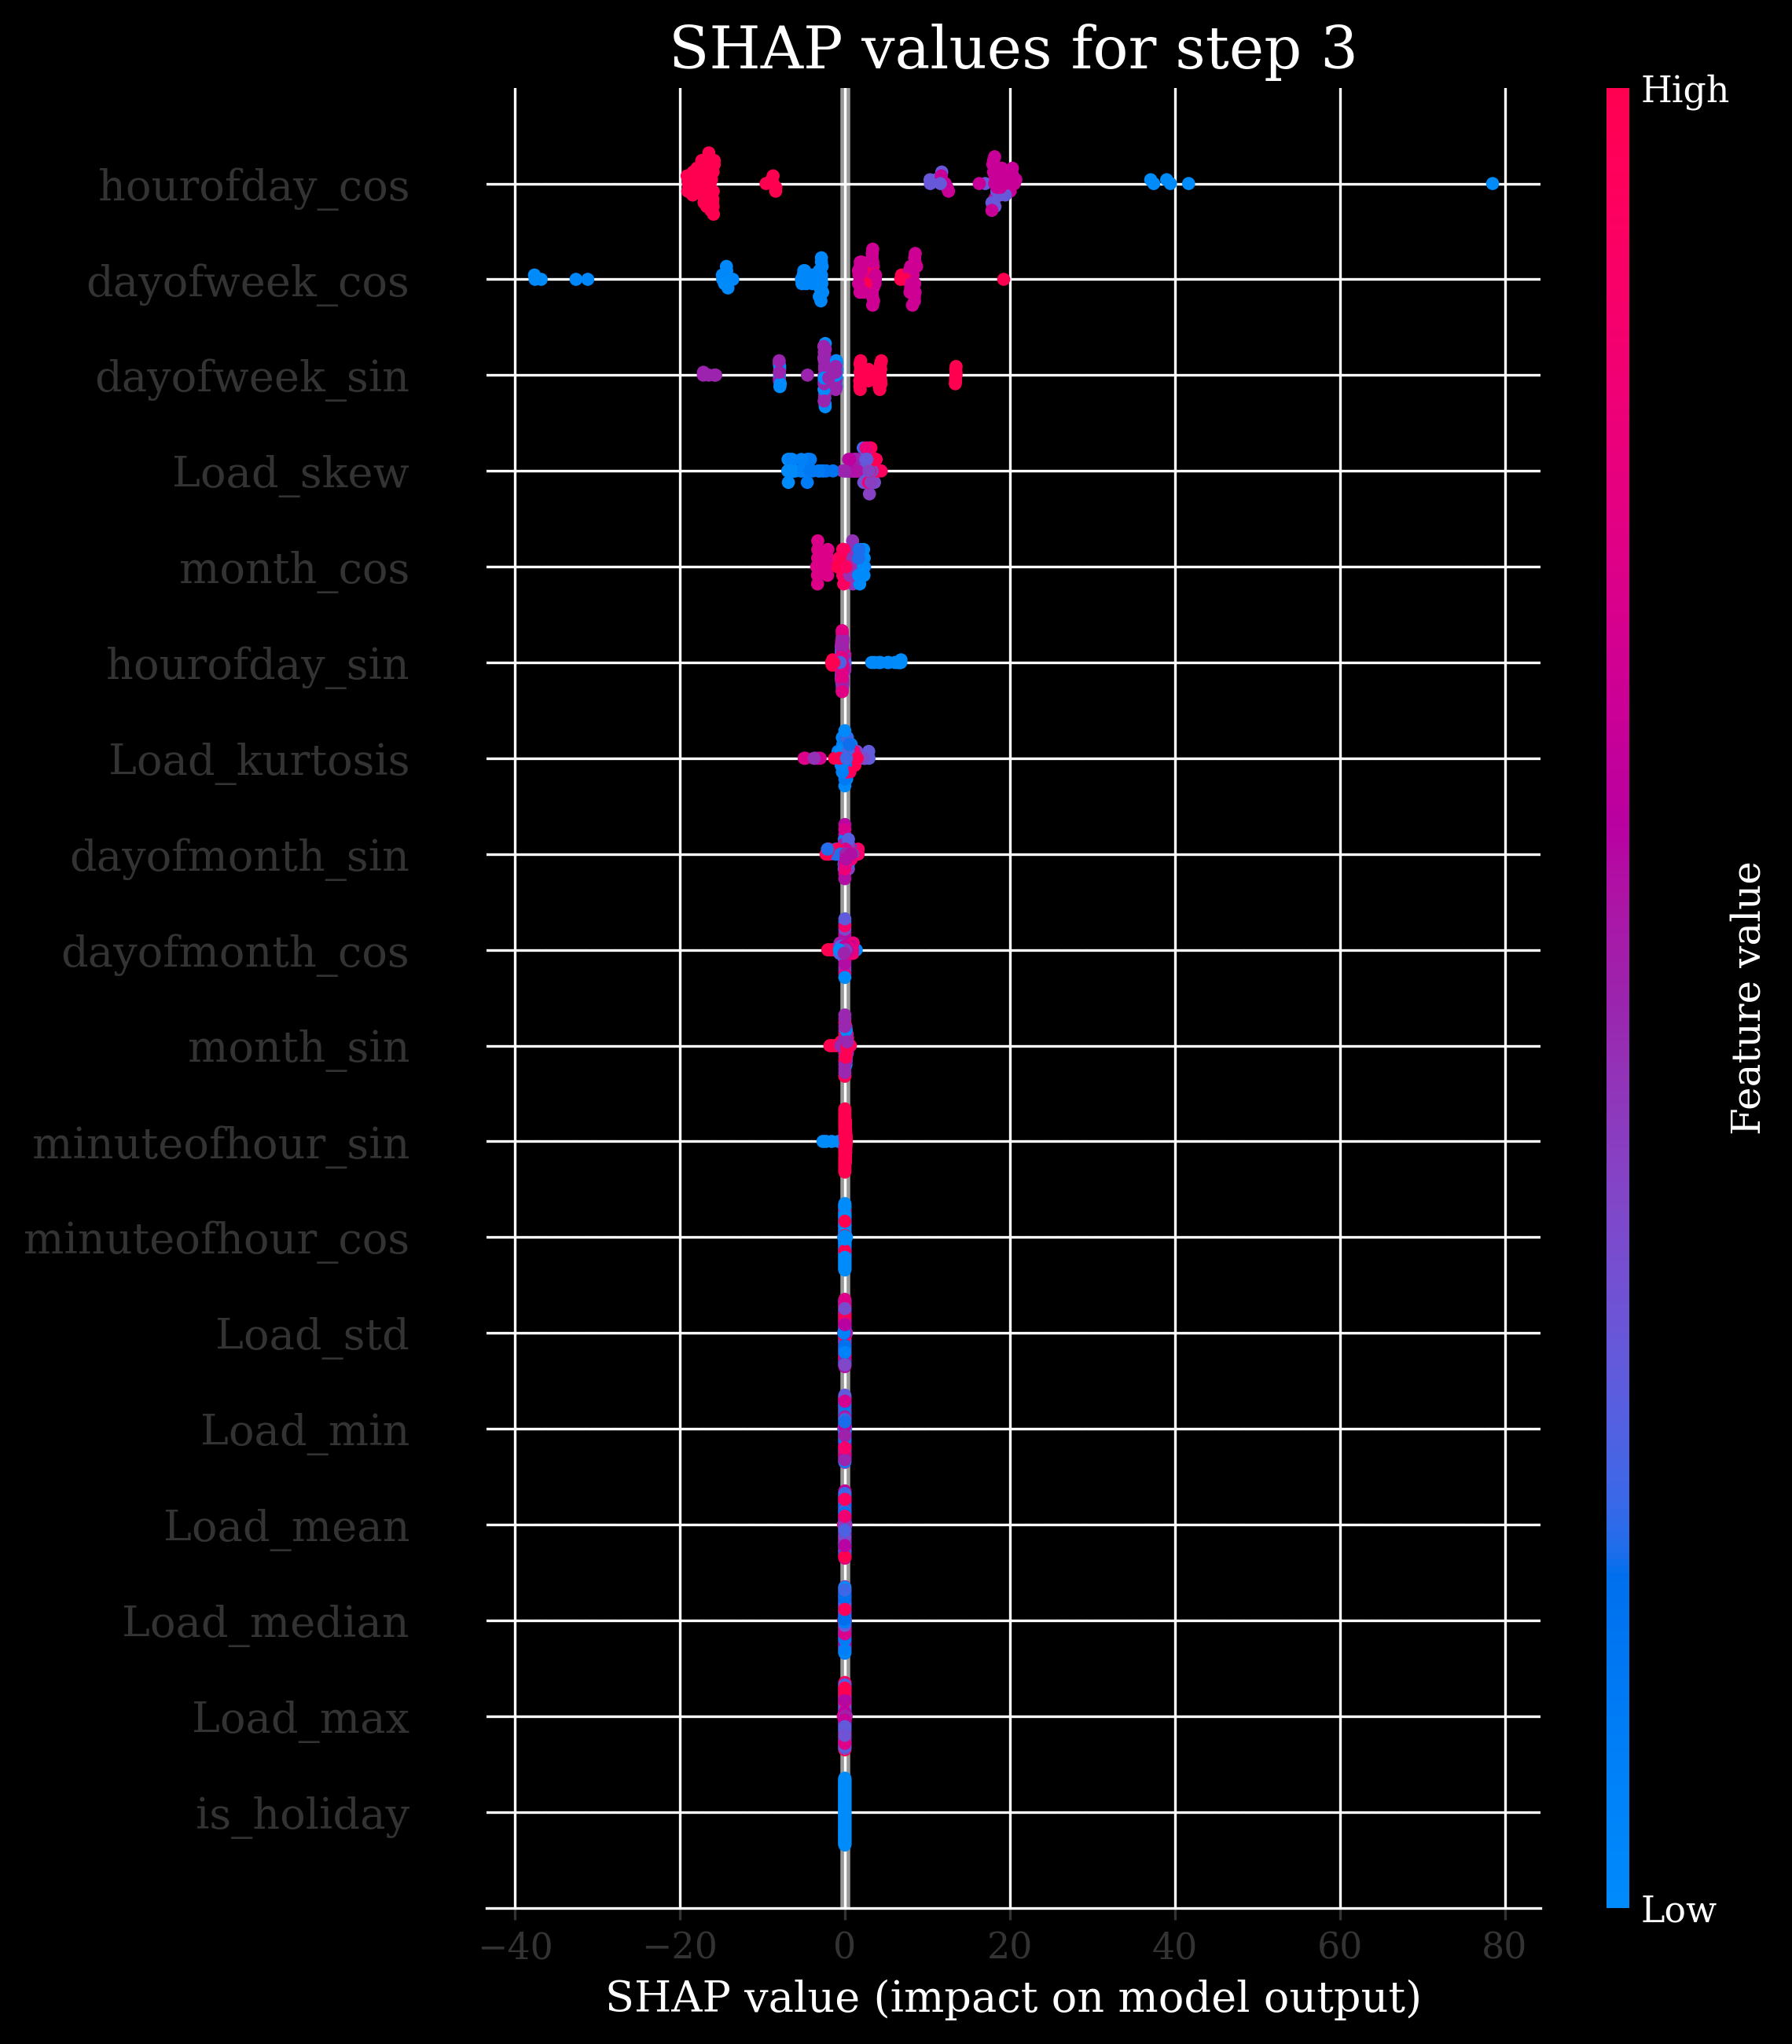 SHAP values for step 3
High
hourofday_cos
dayofweek_cos
dayofweek_sin
Load_skew
month_cos
hourofday_sin
Load_kurtosis
dayofmonth_sin
dayofmonth_cos
month_sin
minuteofhour_sin
minuteofhour_cos
Load_std
Load_min
Load_mean
Load_median
Load_max
is_holiday
Feature value
Low
−40 −20 0 20 40 60 80
SHAP value (impact on model output)